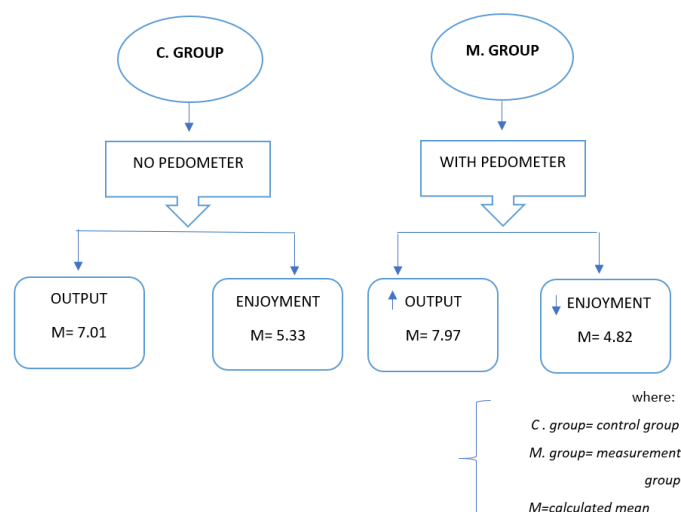 C. GROUP
M. GROUP
NO PEDOMETER
WITH PEDOMETER
OUTPUT
M= 7.01
ENJOYMENT
M= 5.33
OUTPUT
M= 7.97
ENJOYMENT
M= 4.82
where:
C . group= control group
M. group= measurement
group
M=calculated mean